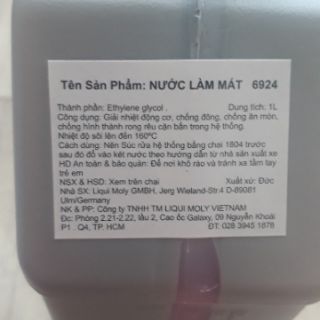 Tên Sản Phẩm: NƯỚC LÀM MÁT 6924
Thành phần: Ethylene glycol . Dung tích: 1L
Công dụng: Giải nhiệt động cơ, chống đông, chống ăn mòn,
chống hình thành rong rêu cặn bẩn trong hệ thống.
Nhiệt độ sôi lên đến 160ºC
Cách dùng: Nên Súc rửa hệ thống bằng chai 1804 trước
sau đó đổ vào két nước theo hướng dẫn từ nhà sản xuất xe
HD An toàn & bảo quản: Để nơi khô ráo và tránh xa tầm tay
trẻ em
NSX & HSD: Xem trên chai Xuất xứ: Đức
Nhà SX: Liqui Moly GMBH, Jerg Wieland-Str 4 D-89081
Ulm/Germany
NK & PP: Công ty TNHH TM LIQUI MOLY VIETNAM
Đc: Phòng 2.21-2.22, lầu 2, Cao ốc Galaxy, 09 Nguyễn Khoái
P1 . Q4, TP. HCM ĐT: 028 3945 1878